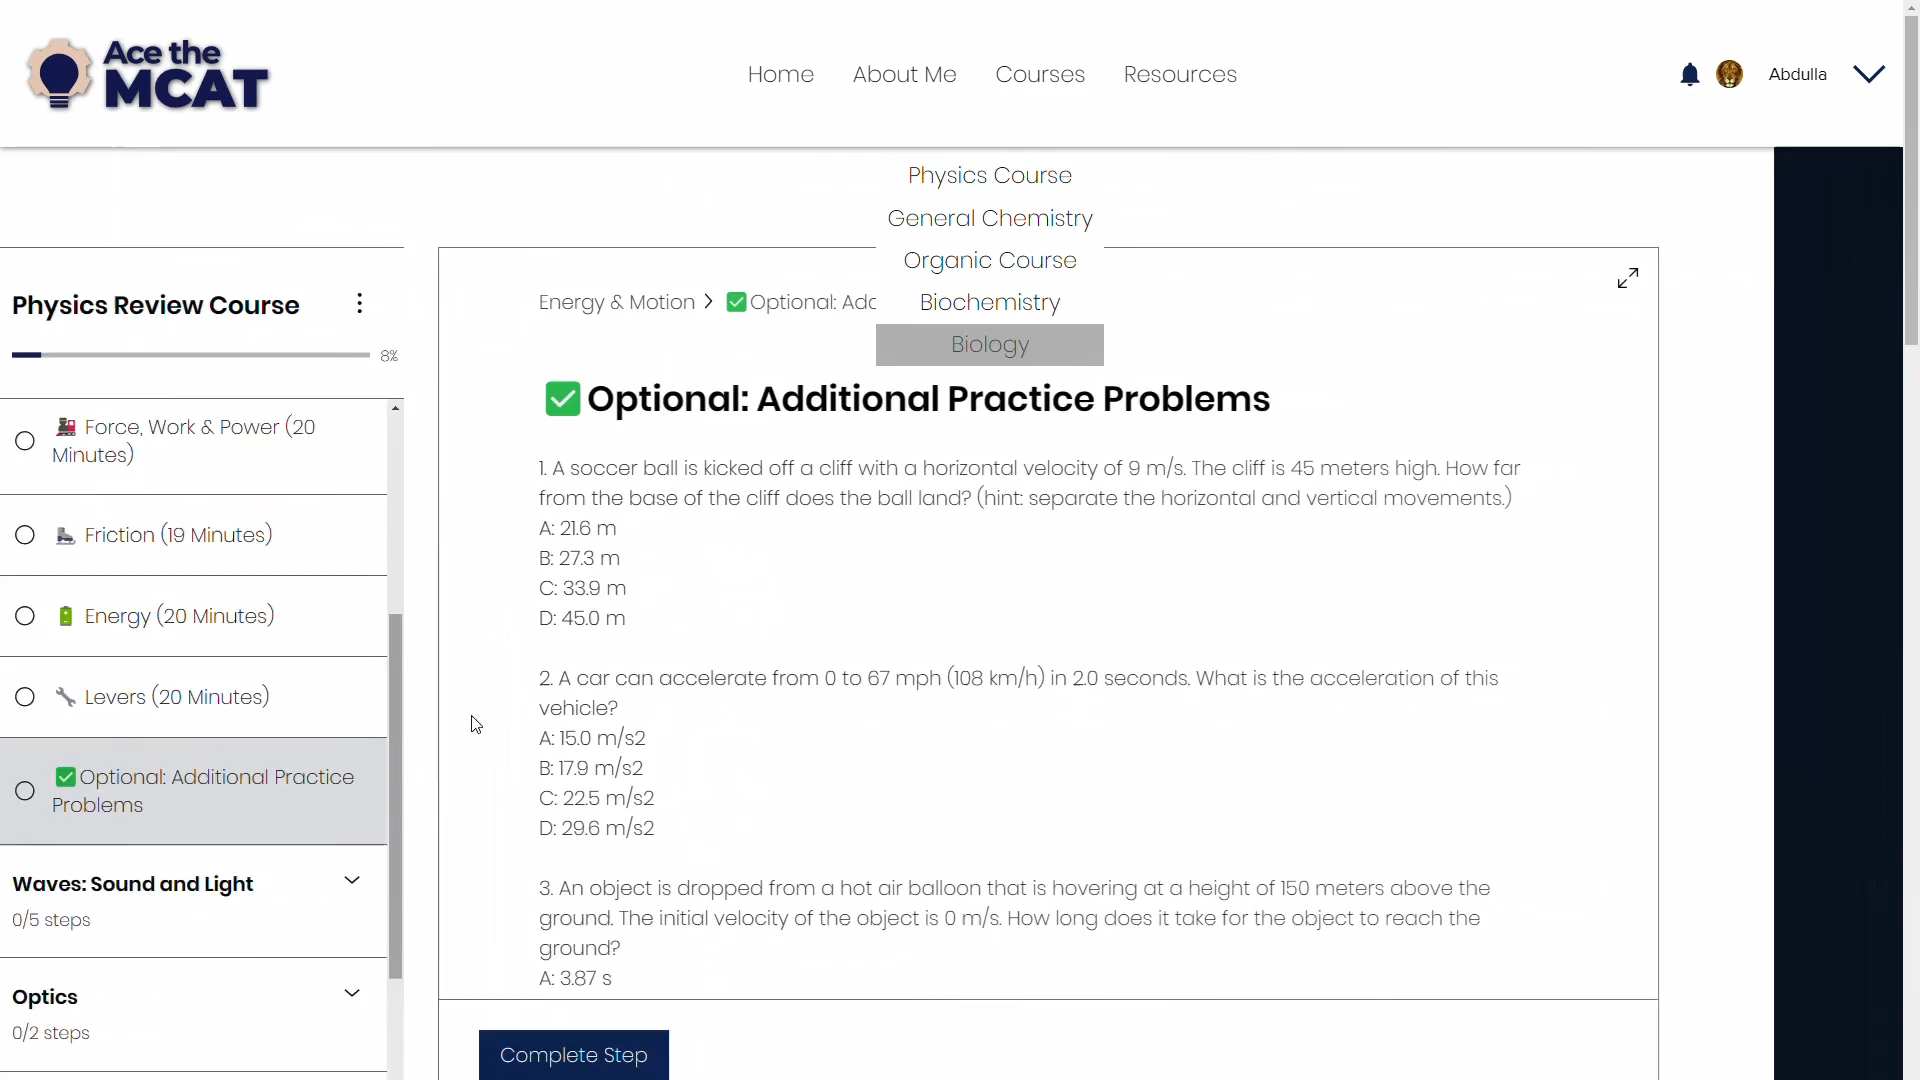 Ace the
MCAT
Home
About Me
Courses
Resources
Abdulla
Physics Course
General Chemistry
Organic Course
Biochemistry
Biology
Physics Review Course
8%
🚂 Force, Work & Power (20
Minutes)
⛸️ Friction (19 Minutes)
🔋 Energy (20 Minutes)
🔧 Levers (20 Minutes)
✅Optional: Additional Practice
Problems
Waves: Sound and Light
0/5 steps
Optics
0/2 steps
Energy & Motion > ✅Optional: Adc
✅Optional: Additional Practice Problems
1. A soccer ball is kicked off a cliff with a horizontal velocity of 9 m/s. The cliff is 45 meters high. How far
from the base of the cliff does the ball land? (hint: separate the horizontal and vertical movements.)
A: 21.6 m
B: 27.3 m
C: 33.9 m
D: 45.0 m
2. A car can accelerate from 0 to 67 mph (108 km/h) in 2.0 seconds. What is the acceleration of this
vehicle?
A: 15.0 m/s2
B: 17.9 m/s2
C: 22.5 m/s2
D: 29.6 m/s2
3. An object is dropped from a hot air balloon that is hovering at a height of 150 meters above the
ground. The initial velocity of the object is 0 m/s. How long does it take for the object to reach the
ground?
A: 3.87 s
Complete Step